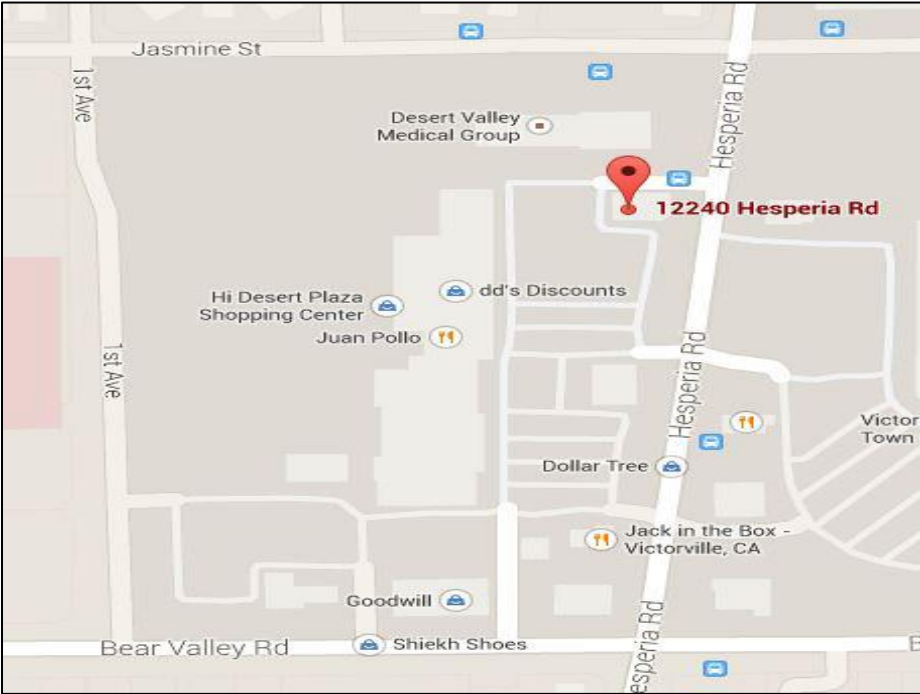 Jasmine St
1st Ave
Hesperia Rd
Desert Valley
Medical Group
12240 Hesperia Rd
dd's Discounts
Hi Desert Plaza
Shopping Center
Juan Pollo
1st Ave
Hesperia Rd
Victor
Town
Dollar Tree
Jack in the Box -
Victorville, CA
Goodwill
Hesperia Rd
Bear Valley Rd
Shiekh Shoes
B